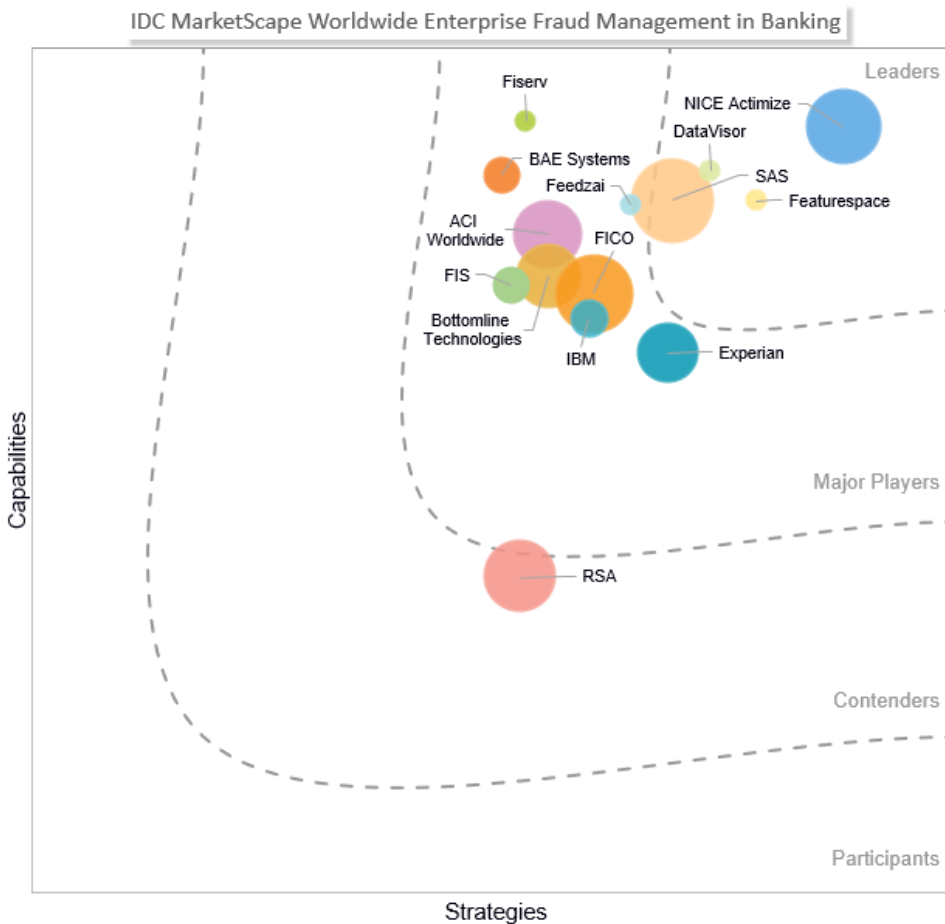 IDC MarketScape Worldwide Enterprise Fraud Management in Banking
Leaders
Fiserv
NICE Actimize
DataVisor
BAE Systems
SAS
Feedzai
Featurespace
ACI
Worldwide
FICO
FIS
Bottomline
Technologies
IBM
Experian
Capabilities
Major Players
RSA
Contenders
Participants
Strategies